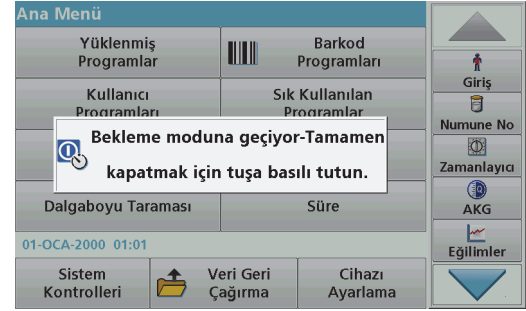 Ana Menü
Yüklenmiş
Programlar
Barkod
Programları
Kullanıcı
Programları
Sık Kullanılan
Programlar
Bekleme moduna geçiyor-Tamamen
kapatmak için tuşa basılı tutun.
Dalgaboyu Taraması
Süre
01-OCA-2000 01:01
Sistem
Kontrolleri
Veri Geri
Çağırma
Cihazı
Ayarlama
Giriş
Numune No
Zamanlayıcı
AKG
Eğilimler